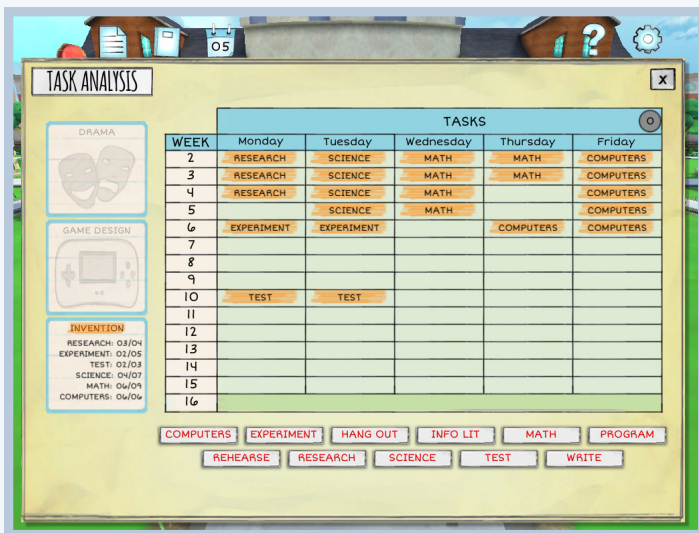 05
TASK ANALYSIS
X
TASKS
O
WEEK Monday Tuesday Wednesday Thursday Friday
2 RESEARCH SCIENCE MATH MATH COMPUTERS
3 RESEARCH SCIENCE MATH MATH COMPUTERS
4 RESEARCH SCIENCE MATH COMPUTERS
5 SCIENCE MATH COMPUTERS
6 EXPERIMENT EXPERIMENT COMPUTERS COMPUTERS
7
8
9
10 TEST TEST
11
12
13
14
15
16
DRAMA
GAME DESIGN
INVENTION
RESEARCH: 03/04
EXPERIMENT: 02/05
TEST: 02/03
SCIENCE: 04/07
MATH: 06/09
COMPUTERS: 06/06
COMPUTERS EXPERIMENT HANG OUT INFO LIT MATH PROGRAM
REHEARSE RESEARCH SCIENCE TEST WRITE